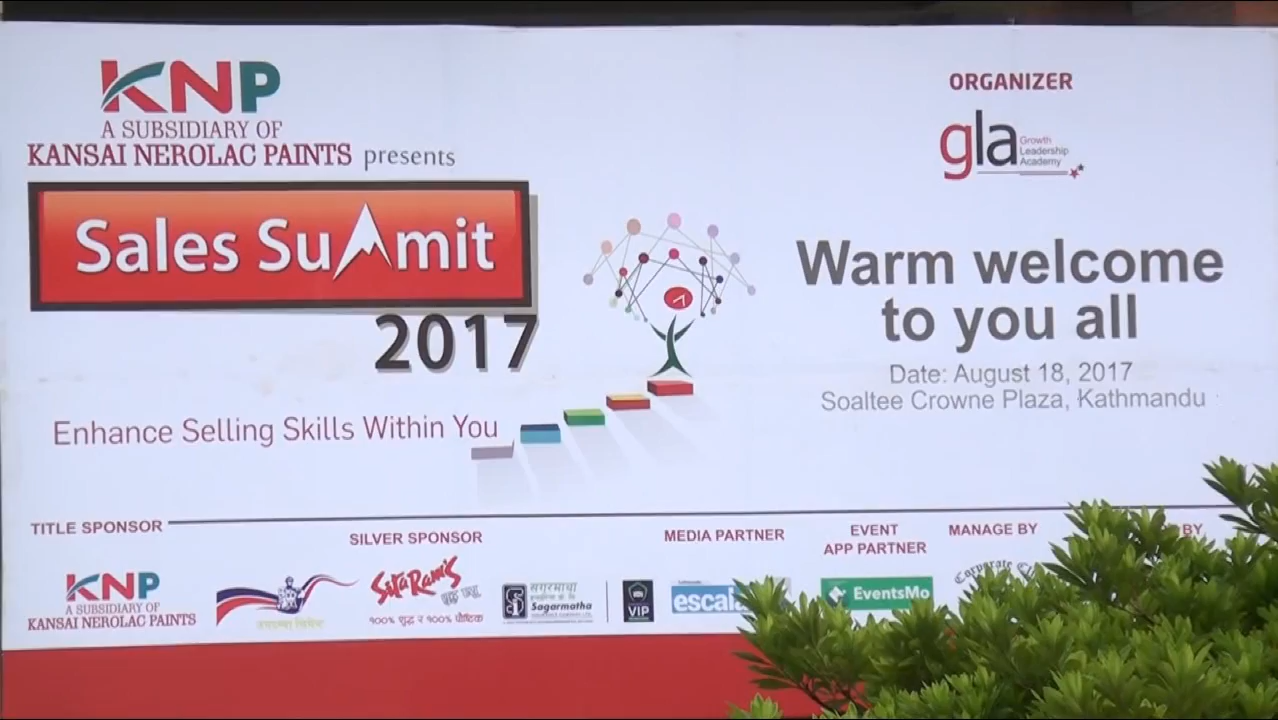 KNP
A SUBSIDIARY OF
KANSAI NEROLAC PAINTS presents
Sales Summit
2017
Enhance Selling Skills Within You
ORGANIZER
gla
Growth
Leadership
Academy
Warm welcome
to you all
Date: August 18, 2017
Soaltee Crowne Plaza, Kathmandu
TITLE SPONSOR
KNP
A SUBSIDIARY OF
KANSAI NEROLAC PAINTS
SILVER SPONSOR
SitaRam's
१००% शुद्ध र १००% पौष्टिक
सगरमाथा
Sagarmatha
VIP
MEDIA PARTNER
escala
EVENT
APP PARTNER
EventsMo
MANAGE BY
Corporate
BY